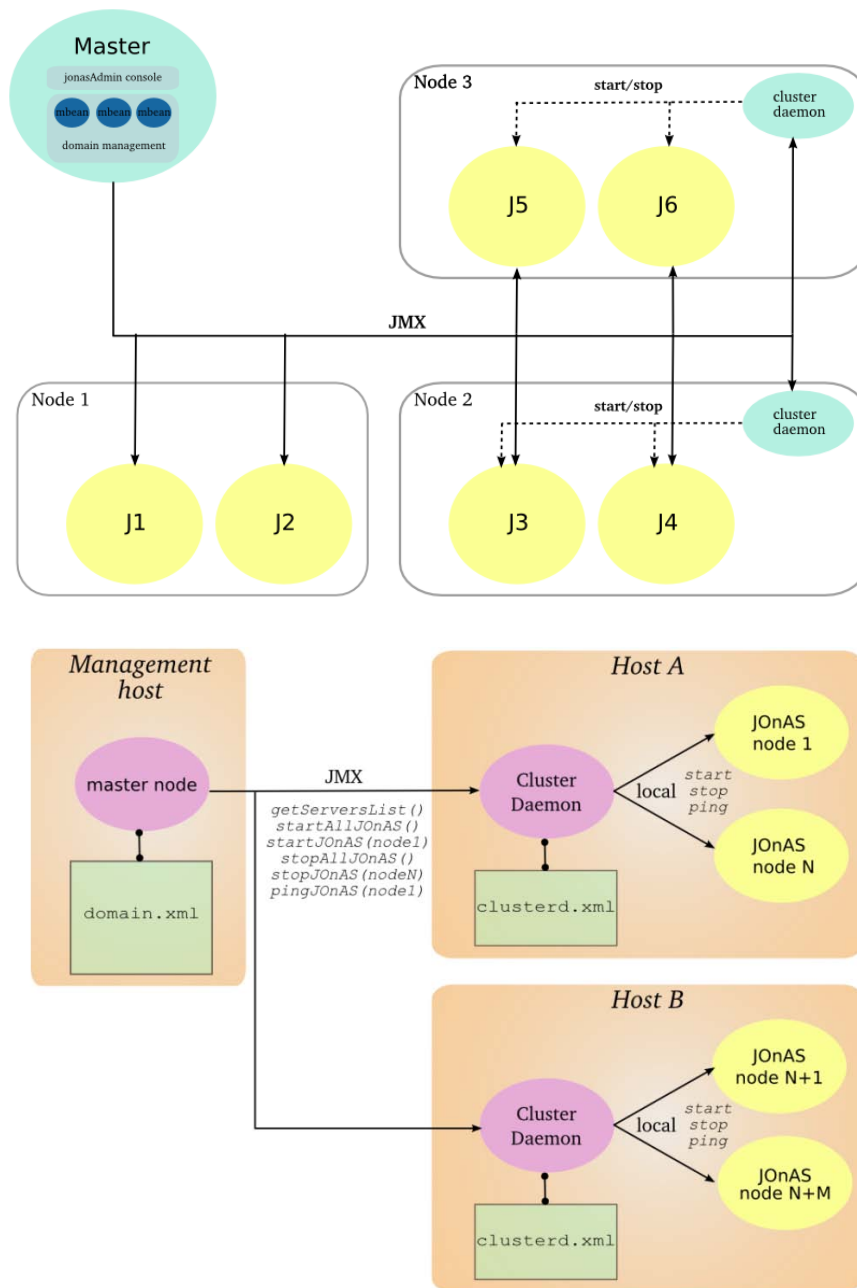 Master
jonasAdmin console
mbean mbean mbean
domain management
Node 3
start/stop
cluster
daemon
J5
J6
JMX
Node 1
J1
J2
Node 2
start/stop
cluster
daemon
J3
J4
Management
host
master node
domain.xml
JMX
getServersList()
startAllJOnAS()
startJOnAS(node1)
stopAllJOnAS()
stopJOnAS(nodeN)
pingJOnAS(node1)
Host A
Cluster
Daemon
clusterd.xml
local
start
stop
ping
JOnAS
node 1
JOnAS
node N
Host B
Cluster
Daemon
clusterd.xml
local
start
stop
ping
JOnAS
node N+1
JOnAS
node N+M